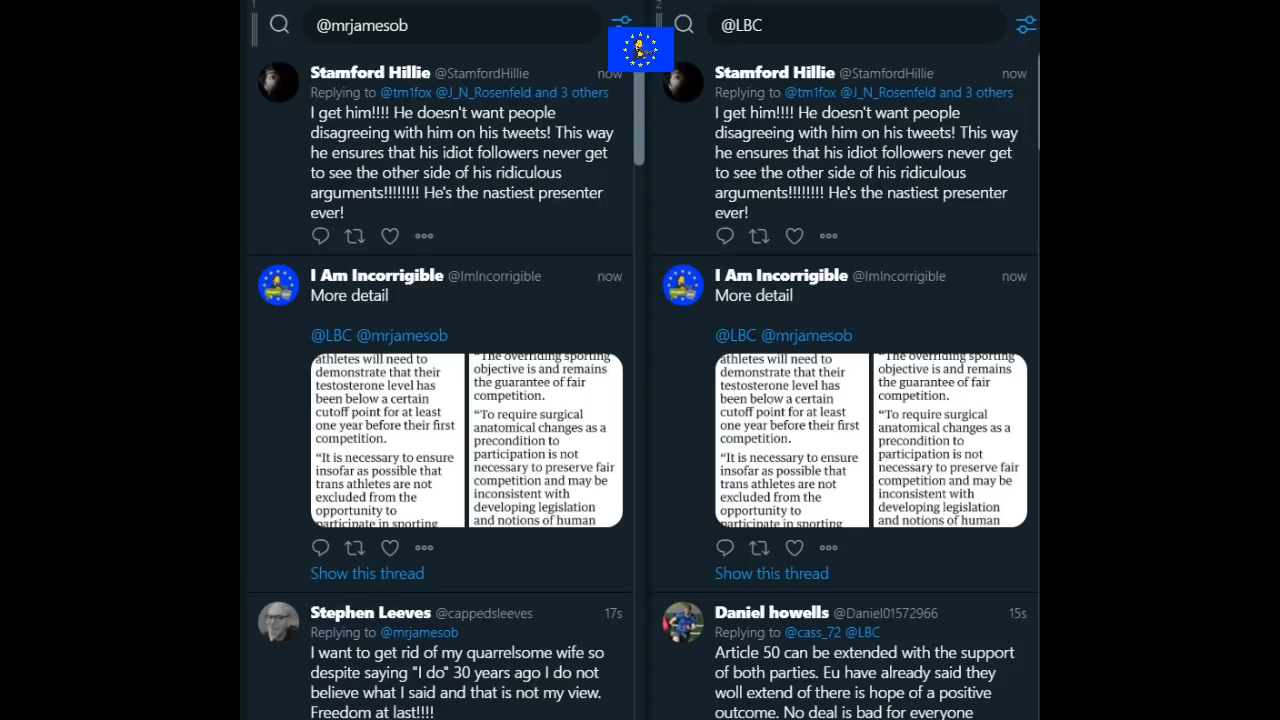 1
@mrjamesob
Stamford Hillie @StamfordHillie now
Replying to @tm1fox @J_N_Rosenfeld and 3 others
I get him!!!! He doesn't want people
disagreeing with him on his tweets! This way
he ensures that his idiot followers never get
to see the other side of his ridiculous
arguments!!!!!!!! He's the nastiest presenter
ever!
I Am Incorrigible @ImIncorrigible now
More detail
@LBC @mrjamesob
athletes will need to
demonstrate that their
testosterone level has
been below a certain
cutoff point for at least
one year before their first
competition.
“It is necessary to ensure
insofar as possible that
trans athletes are not
excluded from the
opportunity to
participate in sporting
“The overriding sporting
objective is and remains
the guarantee of fair
competition.
“To require surgical
anatomical changes as a
precondition to
participation is not
necessary to preserve fair
competition and may be
inconsistent with
developing legislation
and notions of human
Show this thread
Stephen Leeves @cappedsleeves 17s
Replying to @mrjamesob
I want to get rid of my quarrelsome wife so
despite saying "I do" 30 years ago I do not
believe what I said and that is not my view.
Freedom at last!!!!
2
@LBC
Stamford Hillie @StamfordHillie now
Replying to @tm1fox @J_N_Rosenfeld and 3 others
I get him!!!! He doesn't want people
disagreeing with him on his tweets! This way
he ensures that his idiot followers never get
to see the other side of his ridiculous
arguments!!!!!!!! He's the nastiest presenter
ever!
I Am Incorrigible @ImIncorrigible now
More detail
@LBC @mrjamesob
athletes will need to
demonstrate that their
testosterone level has
been below a certain
cutoff point for at least
one year before their first
competition.
“It is necessary to ensure
insofar as possible that
trans athletes are not
excluded from the
opportunity to
participate in sporting
“The overriding sporting
objective is and remains
the guarantee of fair
competition.
“To require surgical
anatomical changes as a
precondition to
participation is not
necessary to preserve fair
competition and may be
inconsistent with
developing legislation
and notions of human
Show this thread
Daniel howells @Daniel01572966 15s
Replying to @cass_72 @LBC
Article 50 can be extended with the support
of both parties. Eu have already said they
woll extend of there is hope of a positive
outcome. No deal is bad for everyone